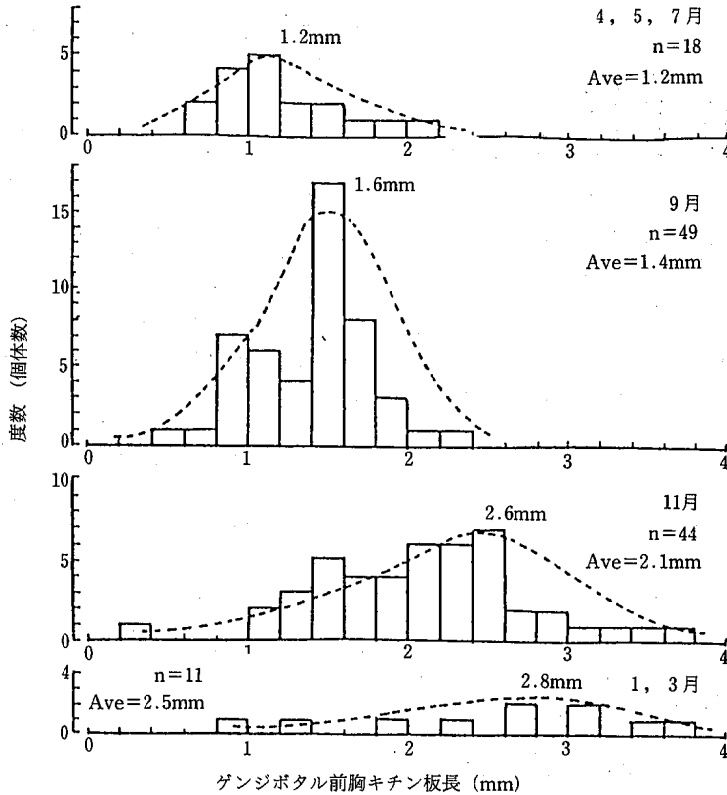 4, 5, 7月
1.2mm
n=18
Ave=1.2mm
5
0
0 1 2 3 4
1.6mm
9月
n=49
Ave=1.4mm
15
10
5
0
0 1 2 3 4
度数 (個体数)
10
11月
2.6mm
n=44
Ave=2.1mm
5
0
0 1 2 3 4
4
n=11
2.8mm
1, 3月
Ave=2.5mm
2
0
0 1 2 3 4
ゲンジボタル前胸キチン板長 (mm)